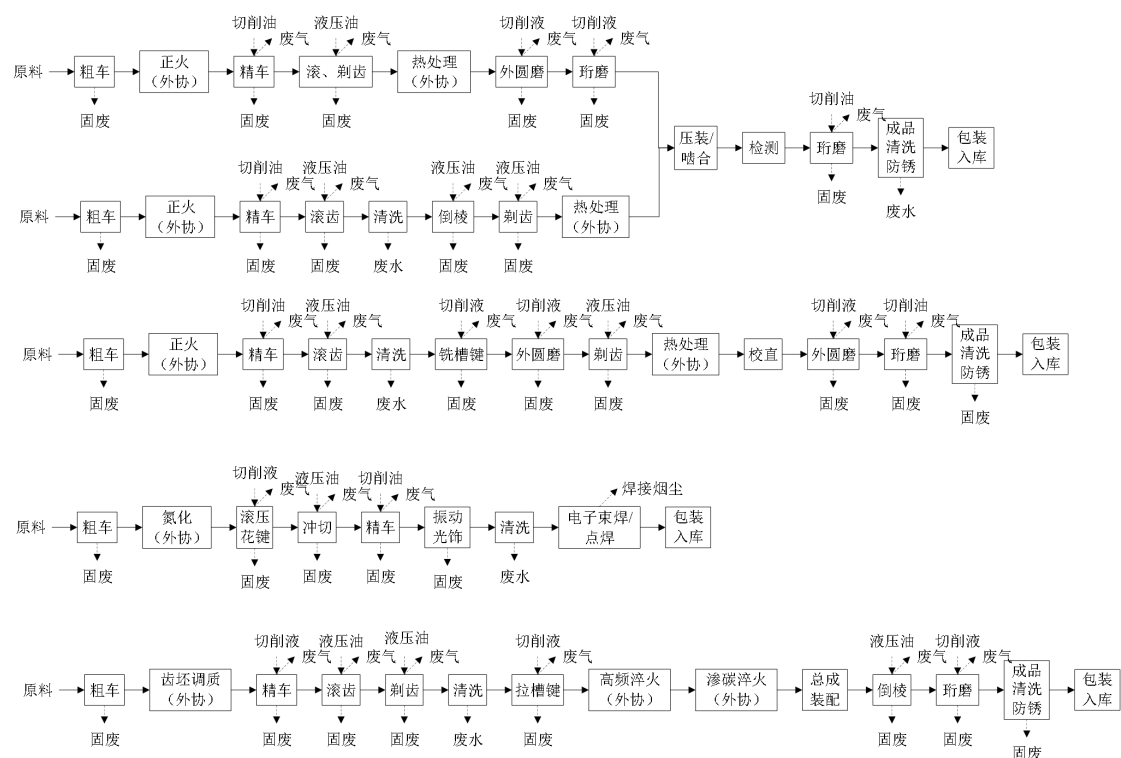 切削油 液压油 切削液 切削液
废气 废气 废气 废气
原料 粗车 正火 精车 滚、剃齿 热处理 外圆磨 珩磨
（外协） （外协）
固废 固废 固废 固废 固废
切削油
废气
压装/ 检测 珩磨 成品 包装
啮合 清洗 入库
防锈
固废
废水
切削油 液压油 液压油 液压油
废气 废气 废气 废气
原料 粗车 正火 精车 滚齿 清洗 倒棱 剃齿 热处理
（外协） （外协）
固废 固废 固废 废水 固废 固废
切削油 液压油 切削液 切削液 液压油 切削液 切削油
废气 废气 废气 废气 废气 废气 废气
原料 粗车 正火 精车 滚齿 清洗 铣槽键 外圆磨 剃齿 热处理 校直 外圆磨 珩磨 成品 包装
（外协） （外协） 清洗 入库
防锈
固废 固废 固废 废水 固废 固废 固废 固废 固废 固废
切削液 液压油 切削油 焊接烟尘
废气 废气 废气
原料 粗车 氮化 滚压 冲切 精车 振动 清洗 电子束焊/ 包装
（外协） 花键 光饰 点焊 入库
固废 固废 固废 固废 固废 废水
切削液 液压油 液压油 切削液 液压油 切削液
废气 废气 废气 废气 废气 废气
原料 粗车 齿坯调质 精车 滚齿 剃齿 清洗 拉槽键 高频淬火 渗碳淬火 总成 倒棱 珩磨 成品 包装
（外协） （外协） （外协） 装配 清洗 入库
防锈
固废 固废 固废 固废 废水 固废 固废 固废 固废